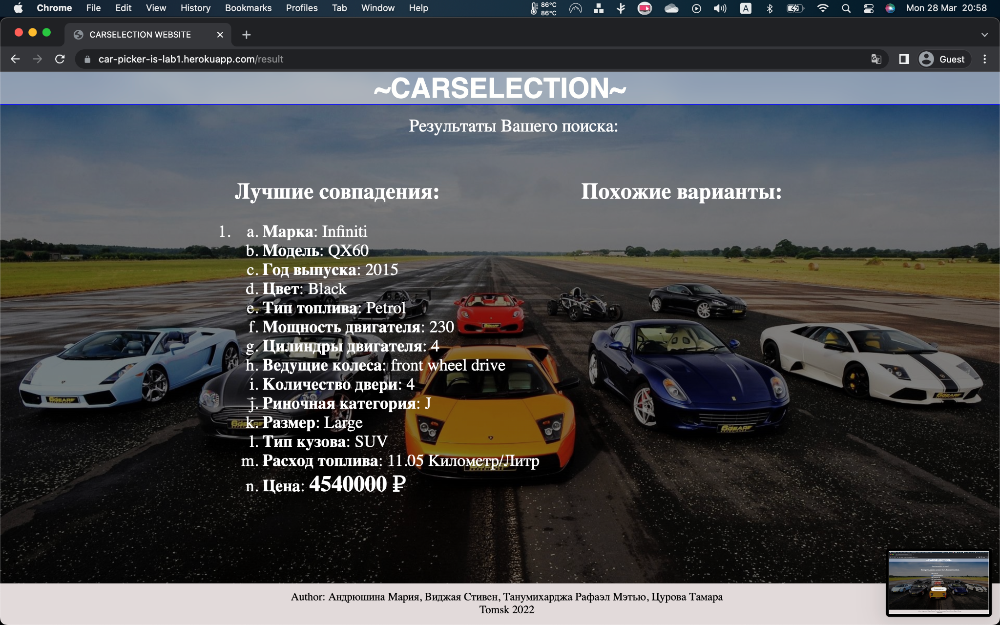 Chrome File Edit View History Bookmarks Profiles Tab Window Help 86°C 86°C A Mon 28 Mar 20:58
CARSELECTION WEBSITE
car-picker-is-lab1.herokuapp.com/result Guest
~CARSELECTION~
Результаты Вашего поиска:
Лучшие совпадения: Похожие варианты:
1. a. Марка: Infiniti
b. Модель: QX60
c. Год выпуска: 2015
d. Цвет: Black
e. Тип топлива: Petrol
f. Мощность двигателя: 230
g. Цилиндры двигателя: 4
h. Ведущие колеса: front wheel drive
i. Количество двери: 4
j. Риночная категория: J
k. Размер: Large
l. Тип кузова: SUV
m. Расход топлива: 11.05 Километр/Литр
n. Цена: 4540000 ₽
6GEAR
6GEAR
6GEAR
Author: Андрюшина Мария, Виджая Стивен, Танумихарджа Рафаэл Мэтью, Цурова Тамара
Tomsk 2022
~CARSELECTION~